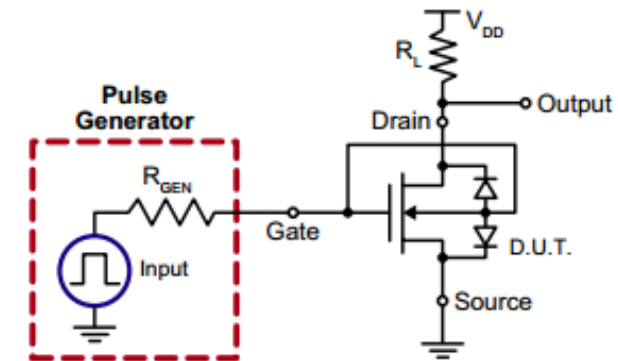 V_DD
R_L
Pulse
Generator
Output
Drain
R_GEN
Gate
Input
D.U.T.
Source